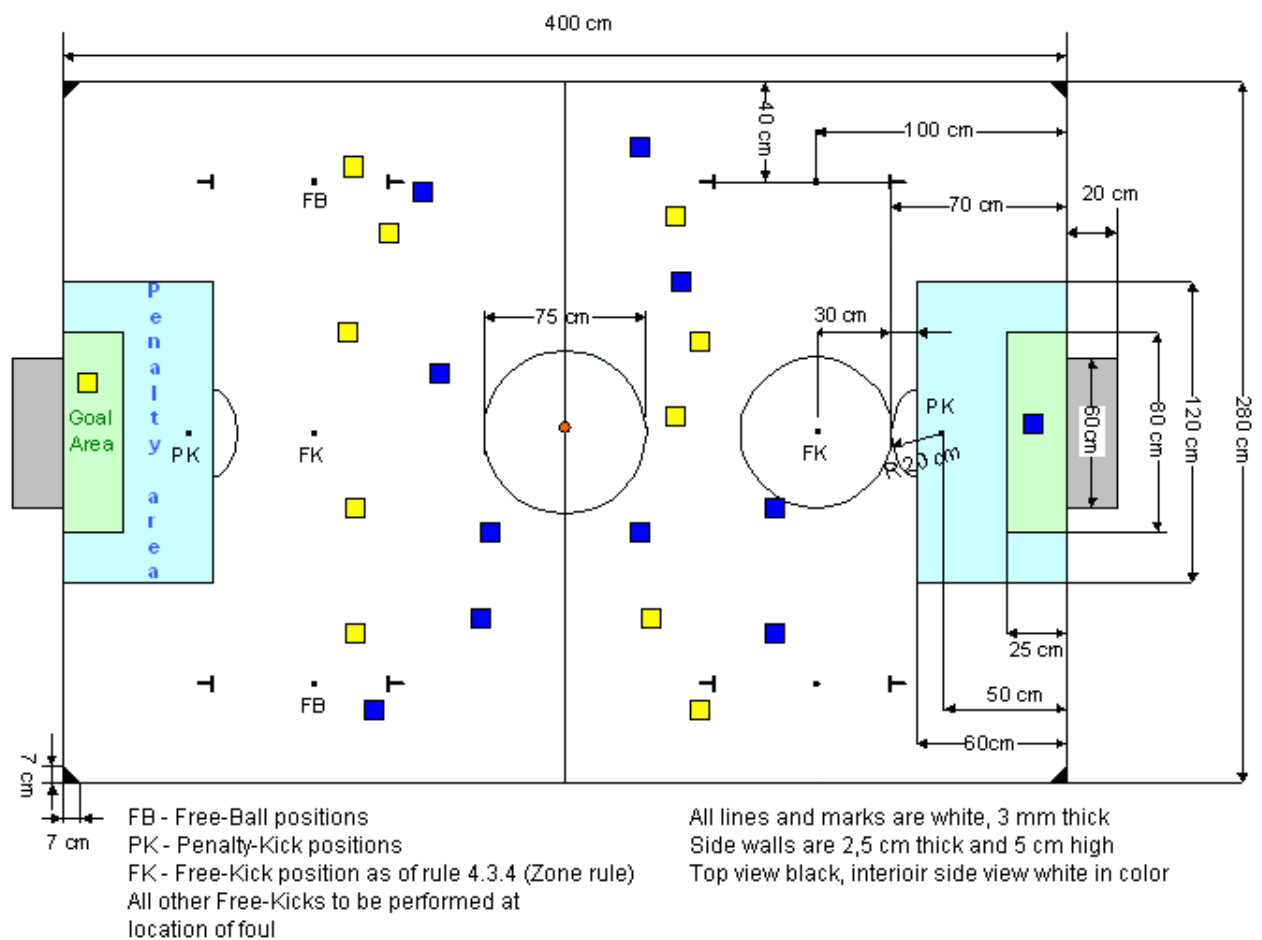 400 cm
40 cm
100 cm
FB
70 cm
20 cm
Penalty area
75 cm
30 cm
Goal
Area
PK
FK
FK
PK
R 20 cm
60cm
80 cm
120 cm
280 cm
25 cm
50 cm
60cm
FB
7 cm
7 cm
FB - Free-Ball positions
PK - Penalty-Kick positions
FK - Free-Kick position as of rule 4.3.4 (Zone rule)
All other Free-Kicks to be performed at
location of foul
All lines and marks are white, 3 mm thick
Side walls are 2,5 cm thick and 5 cm high
Top view black, interioir side view white in color